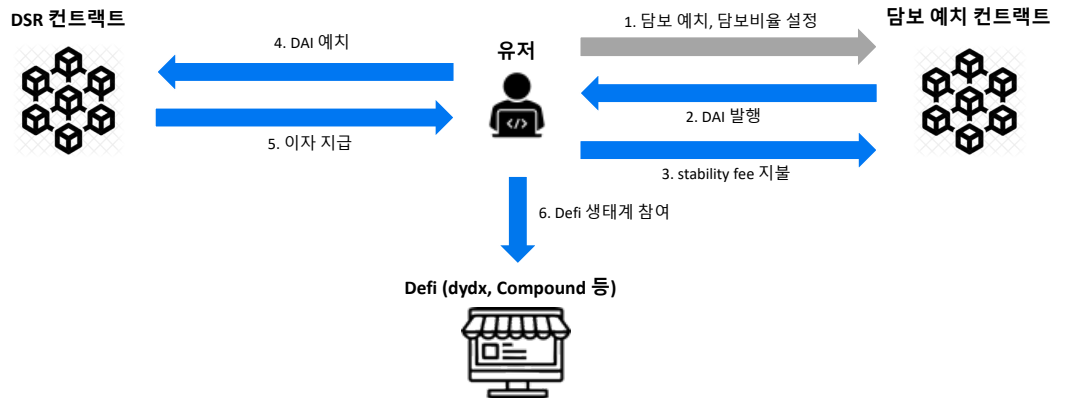 DSR 컨트랙트
담보 예치 컨트랙트
유저
1. 담보 예치, 담보비율 설정
4. DAI 예치
2. DAI 발행
5. 이자 지급
3. stability fee 지불
6. Defi 생태계 참여
Defi (dydx, Compound 등)